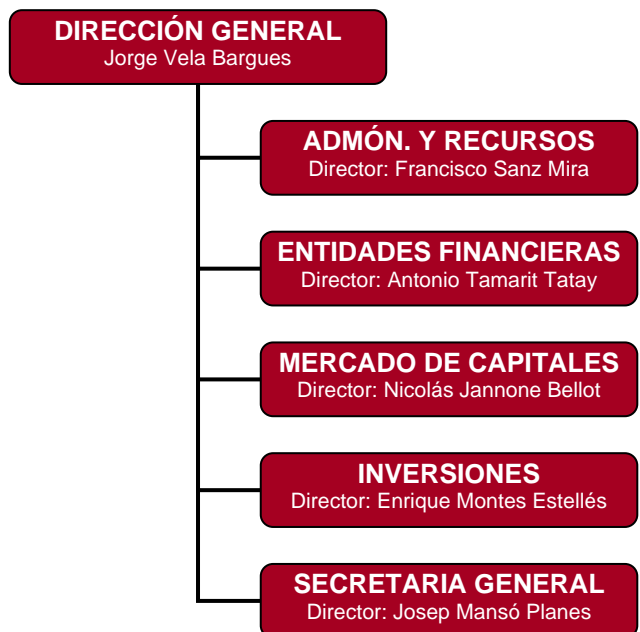 DIRECCIÓN GENERAL
Jorge Vela Bargues
ADMÓN. Y RECURSOS
Director: Francisco Sanz Mira
ENTIDADES FINANCIERAS
Director: Antonio Tamarit Tatay
MERCADO DE CAPITALES
Director: Nicolás Jannone Bellot
INVERSIONES
Director: Enrique Montes Estellés
SECRETARIA GENERAL
Director: Josep Mansó Planes